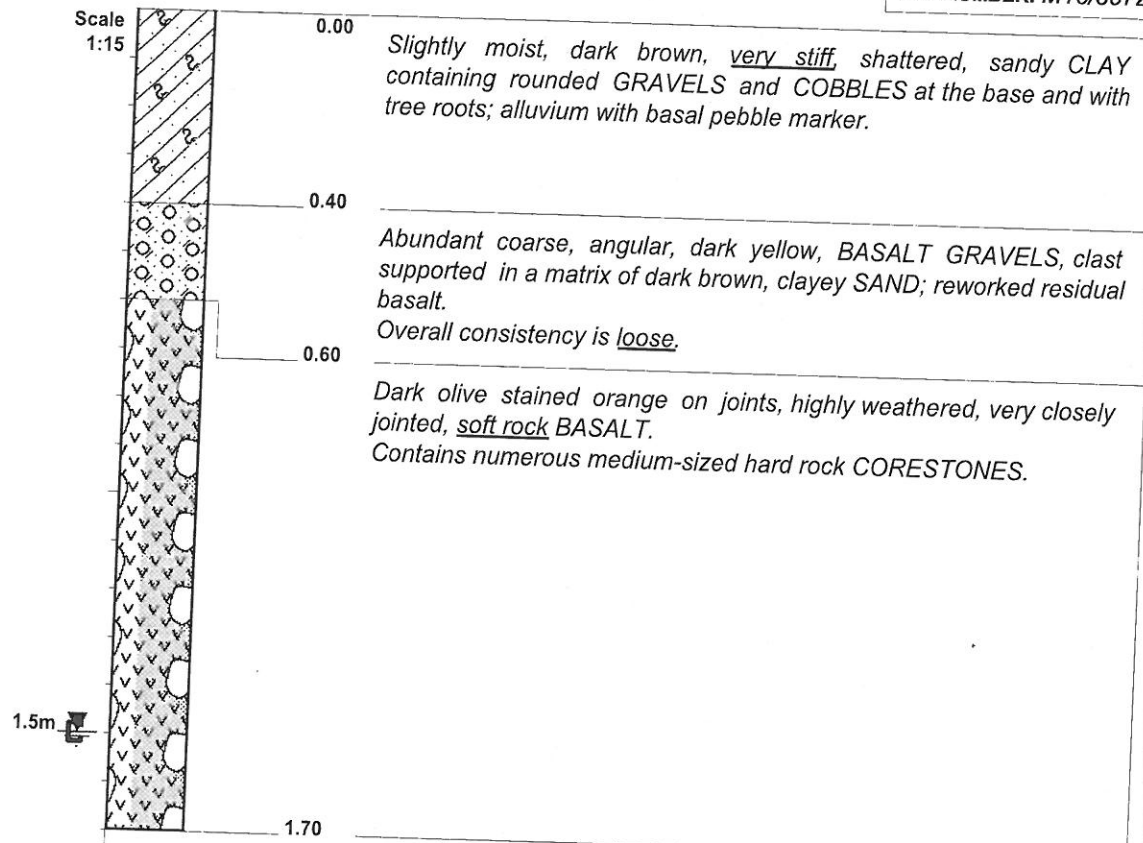 Scale
1:15
0.00
Slightly moist, dark brown, very stiff, shattered, sandy CLAY
containing rounded GRAVELS and COBBLES at the base and with
tree roots; alluvium with basal pebble marker.
0.40
Abundant coarse, angular, dark yellow, BASALT GRAVELS, clast
supported in a matrix of dark brown, clayey SAND; reworked residual
basalt.
Overall consistency is loose.
0.60
Dark olive stained orange on joints, highly weathered, very closely
jointed, soft rock BASALT.
Contains numerous medium-sized hard rock CORESTONES.
1.5m
1.70